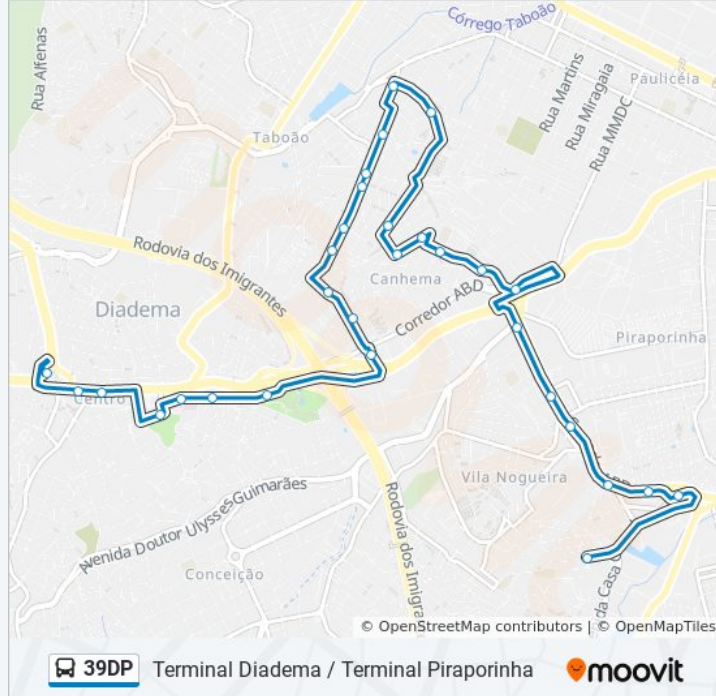 Córrego Taboão
Rua Alfenas
Paulicéia
Rua Martins
Rua Miragaia
Rua MMDC
Taboão
Rodovia dos Imigrantes
Canhema
Diadema
Corredor ABD
Piraporinha
Centro
Vila Nogueira
Avenida Doutor Ulysses Guimarães
Rodovia dos Imigra
Conceição
da Casa
© OpenStreetMap contributors | © OpenMapTiles
39DP Terminal Diadema / Terminal Piraporinha moovit